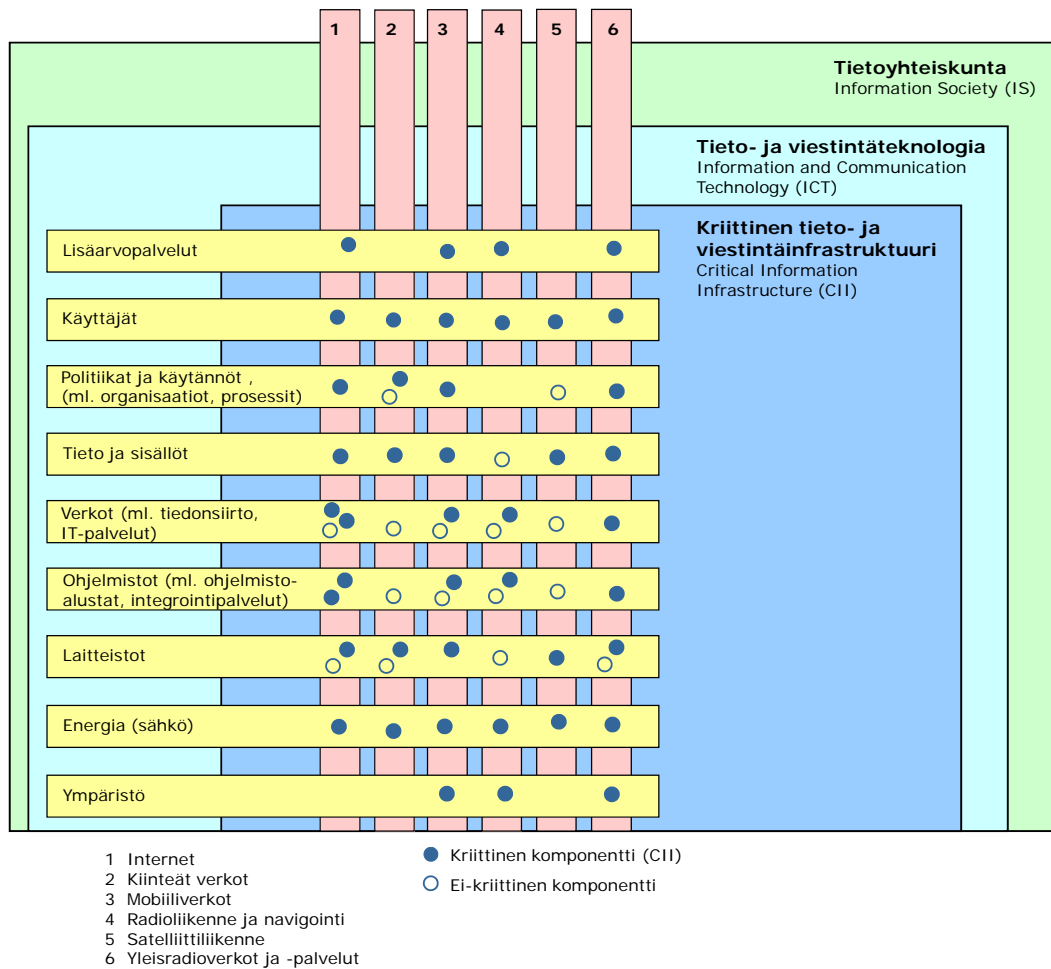 1 2 3 4 5 6
Tietoyhteiskunta
Information Society (IS)
Tieto- ja viestintäteknologia
Information and Communication
Technology (ICT)
Kriittinen tieto- ja
viestintäinfrastruktuuri
Critical Information
Infrastructure (CII)
Lisäarvopalvelut
Käyttäjät
Politiikat ja käytännöt ,
(ml. organisaatiot, prosessit)
Tieto ja sisällöt
Verkot (ml. tiedonsiirto,
IT-palvelut)
Ohjelmistot (ml. ohjelmisto-
alustat, integrointipalvelut)
Laitteistot
Energia (sähkö)
Ympäristö
1 Internet
2 Kiinteät verkot
3 Mobiiliverkot
4 Radioliikenne ja navigointi
5 Satelliittiliikenne
6 Yleisradioverkot ja -palvelut
Kriittinen komponentti (CII)
Ei-kriittinen komponentti